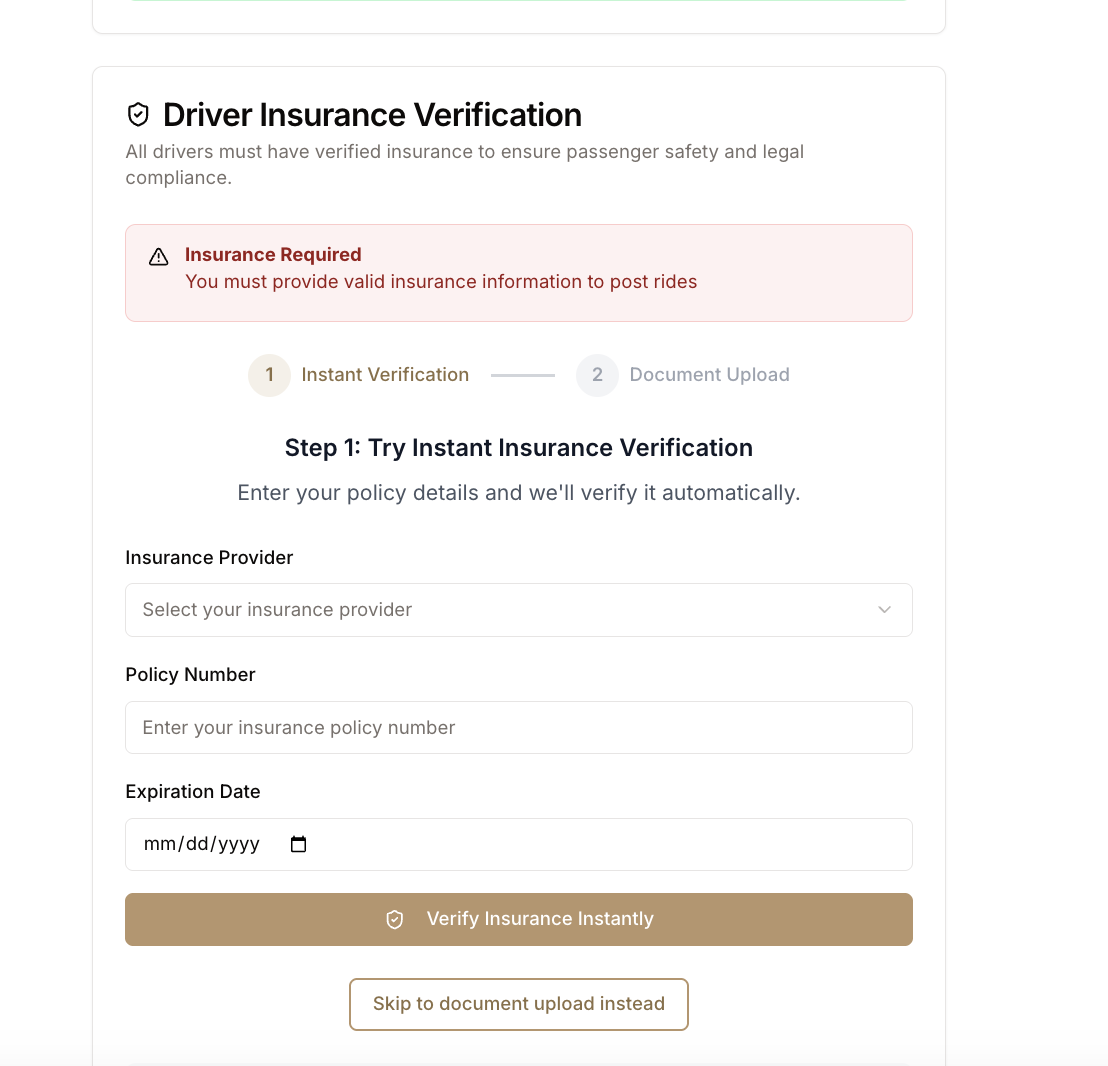 Driver Insurance Verification
All drivers must have verified insurance to ensure passenger safety and legal
compliance.
Insurance Required
You must provide valid insurance information to post rides
1 Instant Verification 2 Document Upload
Step 1: Try Instant Insurance Verification
Enter your policy details and we'll verify it automatically.
Insurance Provider
Select your insurance provider
Policy Number
Enter your insurance policy number
Expiration Date
mm/dd/yyyy
Verify Insurance Instantly
Skip to document upload instead